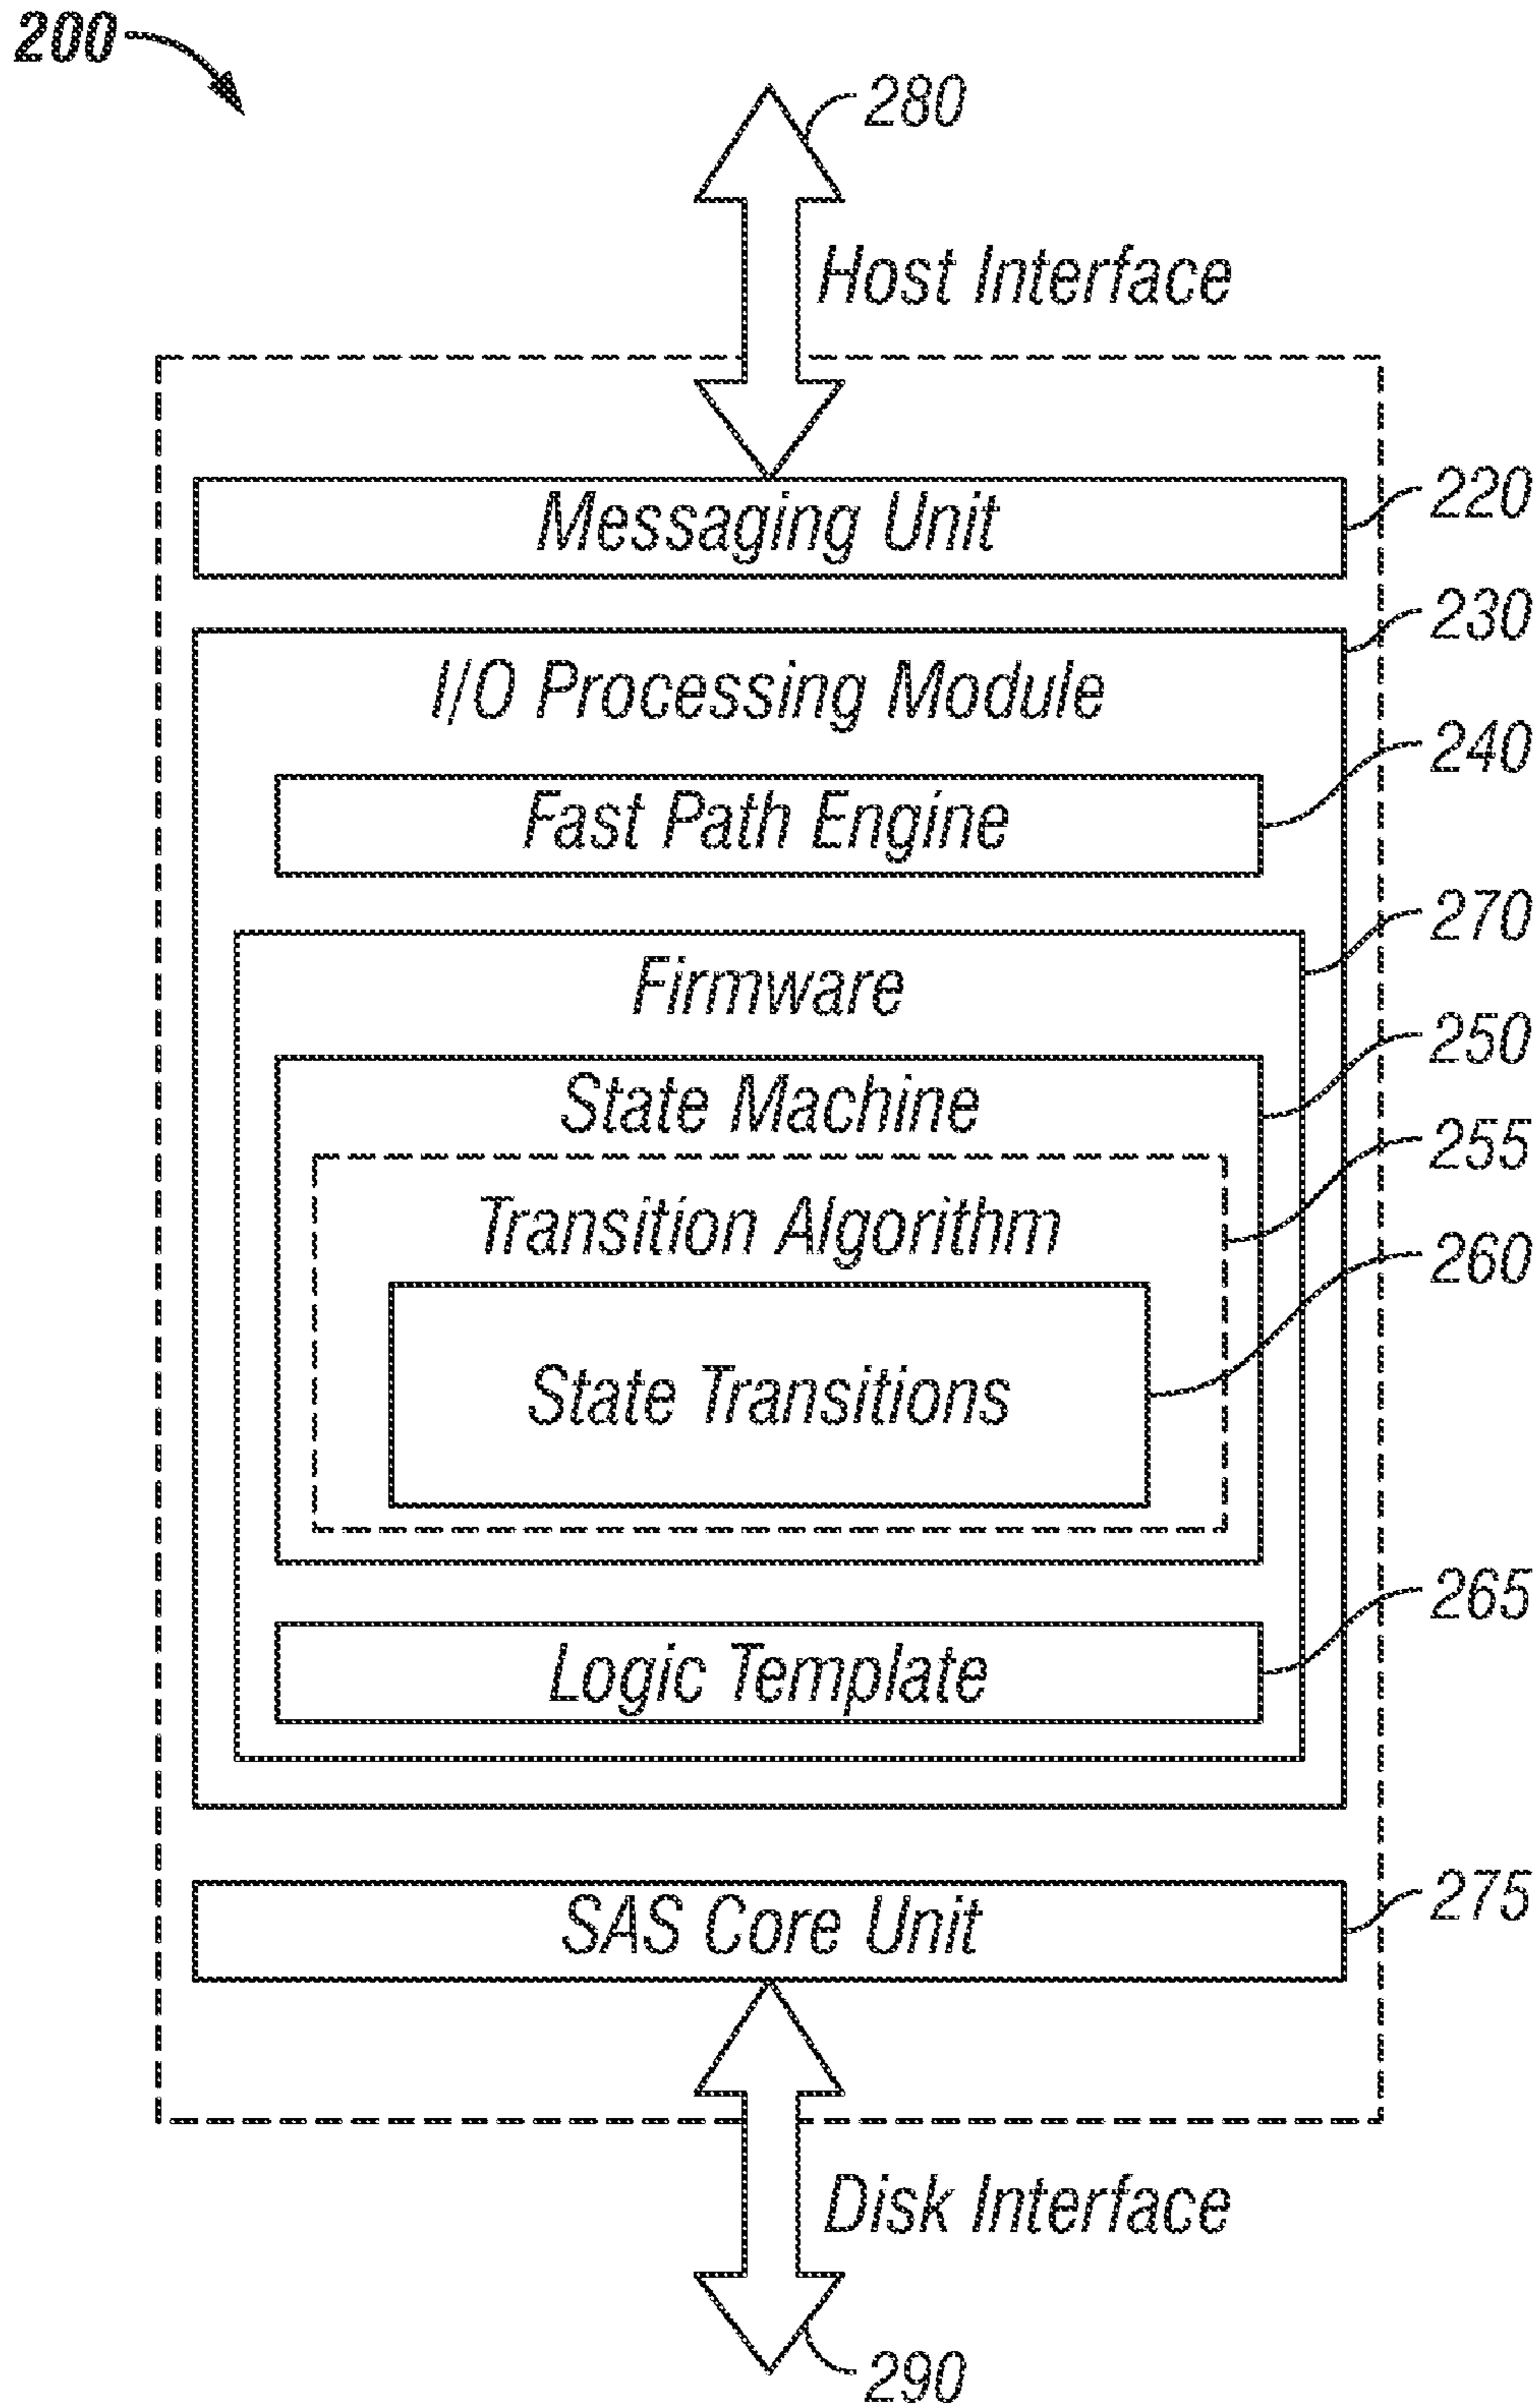 200
280
Host Interface
Messaging Unit
220
230
I/O Processing Module
240
Fast Path Engine
270
Firmware
250
State Machine
255
Transition Algorithm
260
State Transitions
265
Logic Template
275
SAS Core Unit
Disk Interface
290